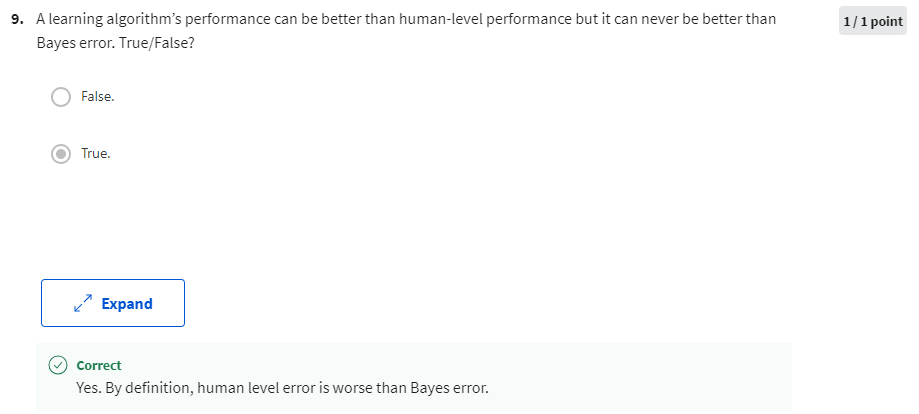 9. A learning algorithm’s performance can be better than human-level performance but it can never be better than
1 / 1 point
Bayes error. True/False?
False.
True.
Expand
Correct
Yes. By definition, human level error is worse than Bayes error.